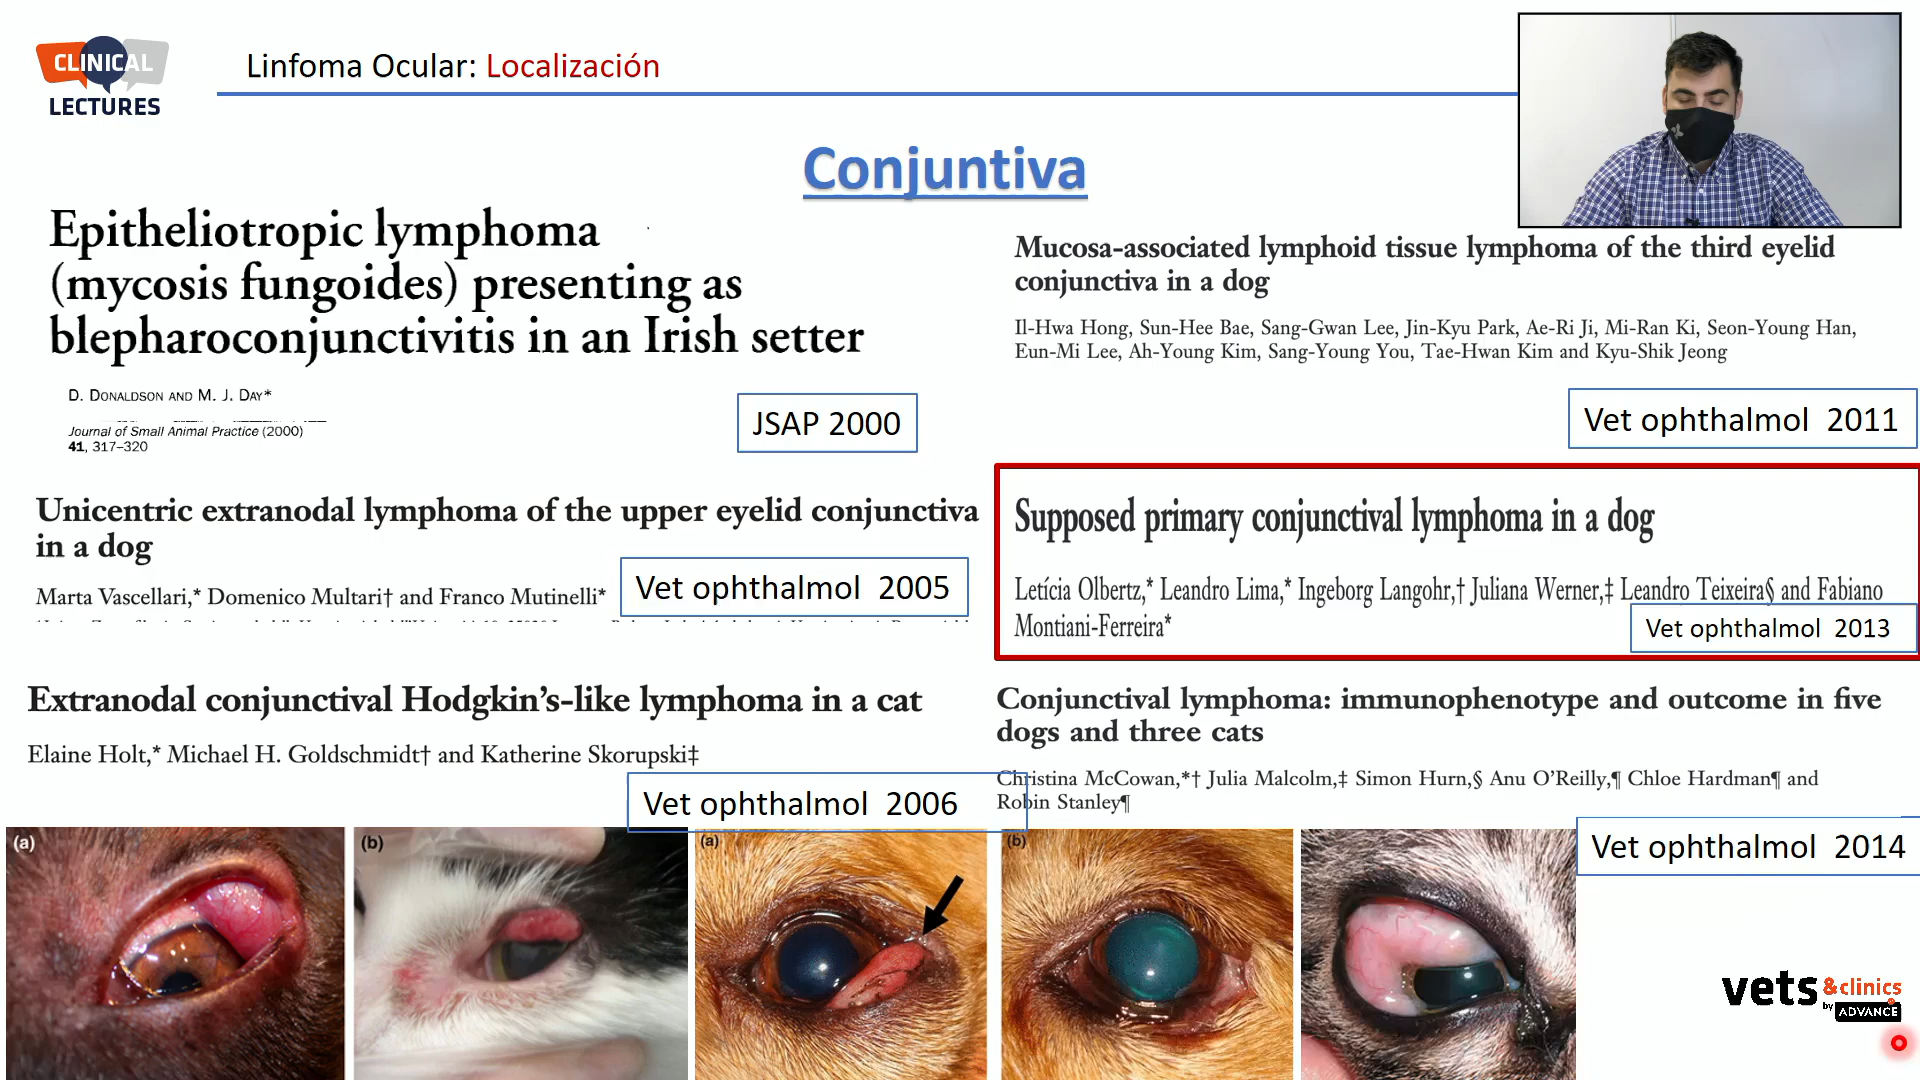 CLINICAL
LECTURES
Linfoma Ocular: Localización
Conjuntiva
Epitheliotropic lymphoma
(mycosis fungoides) presenting as
blepharoconjunctivitis in an Irish setter
D. DONALDSON AND M. J. DAY*
Journal of Small Animal Practice (2000)
41, 317–320
JSAP 2000
Mucosa-associated lymphoid tissue lymphoma of the third eyelid
conjunctiva in a dog
Il-Hwa Hong, Sun-Hee Bae, Sang-Gwan Lee, Jin-Kyu Park, Ae-Ri Ji, Mi-Ran Ki, Seon-Young Han,
Eun-Mi Lee, Ah-Young Kim, Sang-Young You, Tae-Hwan Kim and Kyu-Shik Jeong
Vet ophthalmol 2011
Unicentric extranodal lymphoma of the upper eyelid conjunctiva
in a dog
Marta Vascellari,* Domenico Multari† and Franco Mutinelli*
Vet ophthalmol 2005
Supposed primary conjunctival lymphoma in a dog
Letícia Olbertz,* Leandro Lima,* Ingeborg Langohr,† Juliana Werner,‡ Leandro Teixeira§ and Fabiano
Montiani-Ferreira*
Vet ophthalmol 2013
Extranodal conjunctival Hodgkin’s-like lymphoma in a cat
Elaine Holt,* Michael H. Goldschmidt† and Katherine Skorupski‡
Vet ophthalmol 2006
Conjunctival lymphoma: immunophenotype and outcome in five
dogs and three cats
Christina McCowan,*† Julia Malcolm,‡ Simon Hurn,§ Anu O’Reilly,¶ Chloe Hardman¶ and
Robin Stanley¶
Vet ophthalmol 2014
(a)
(b)
(a)
(b)
vets &clinics
by ADVANCE